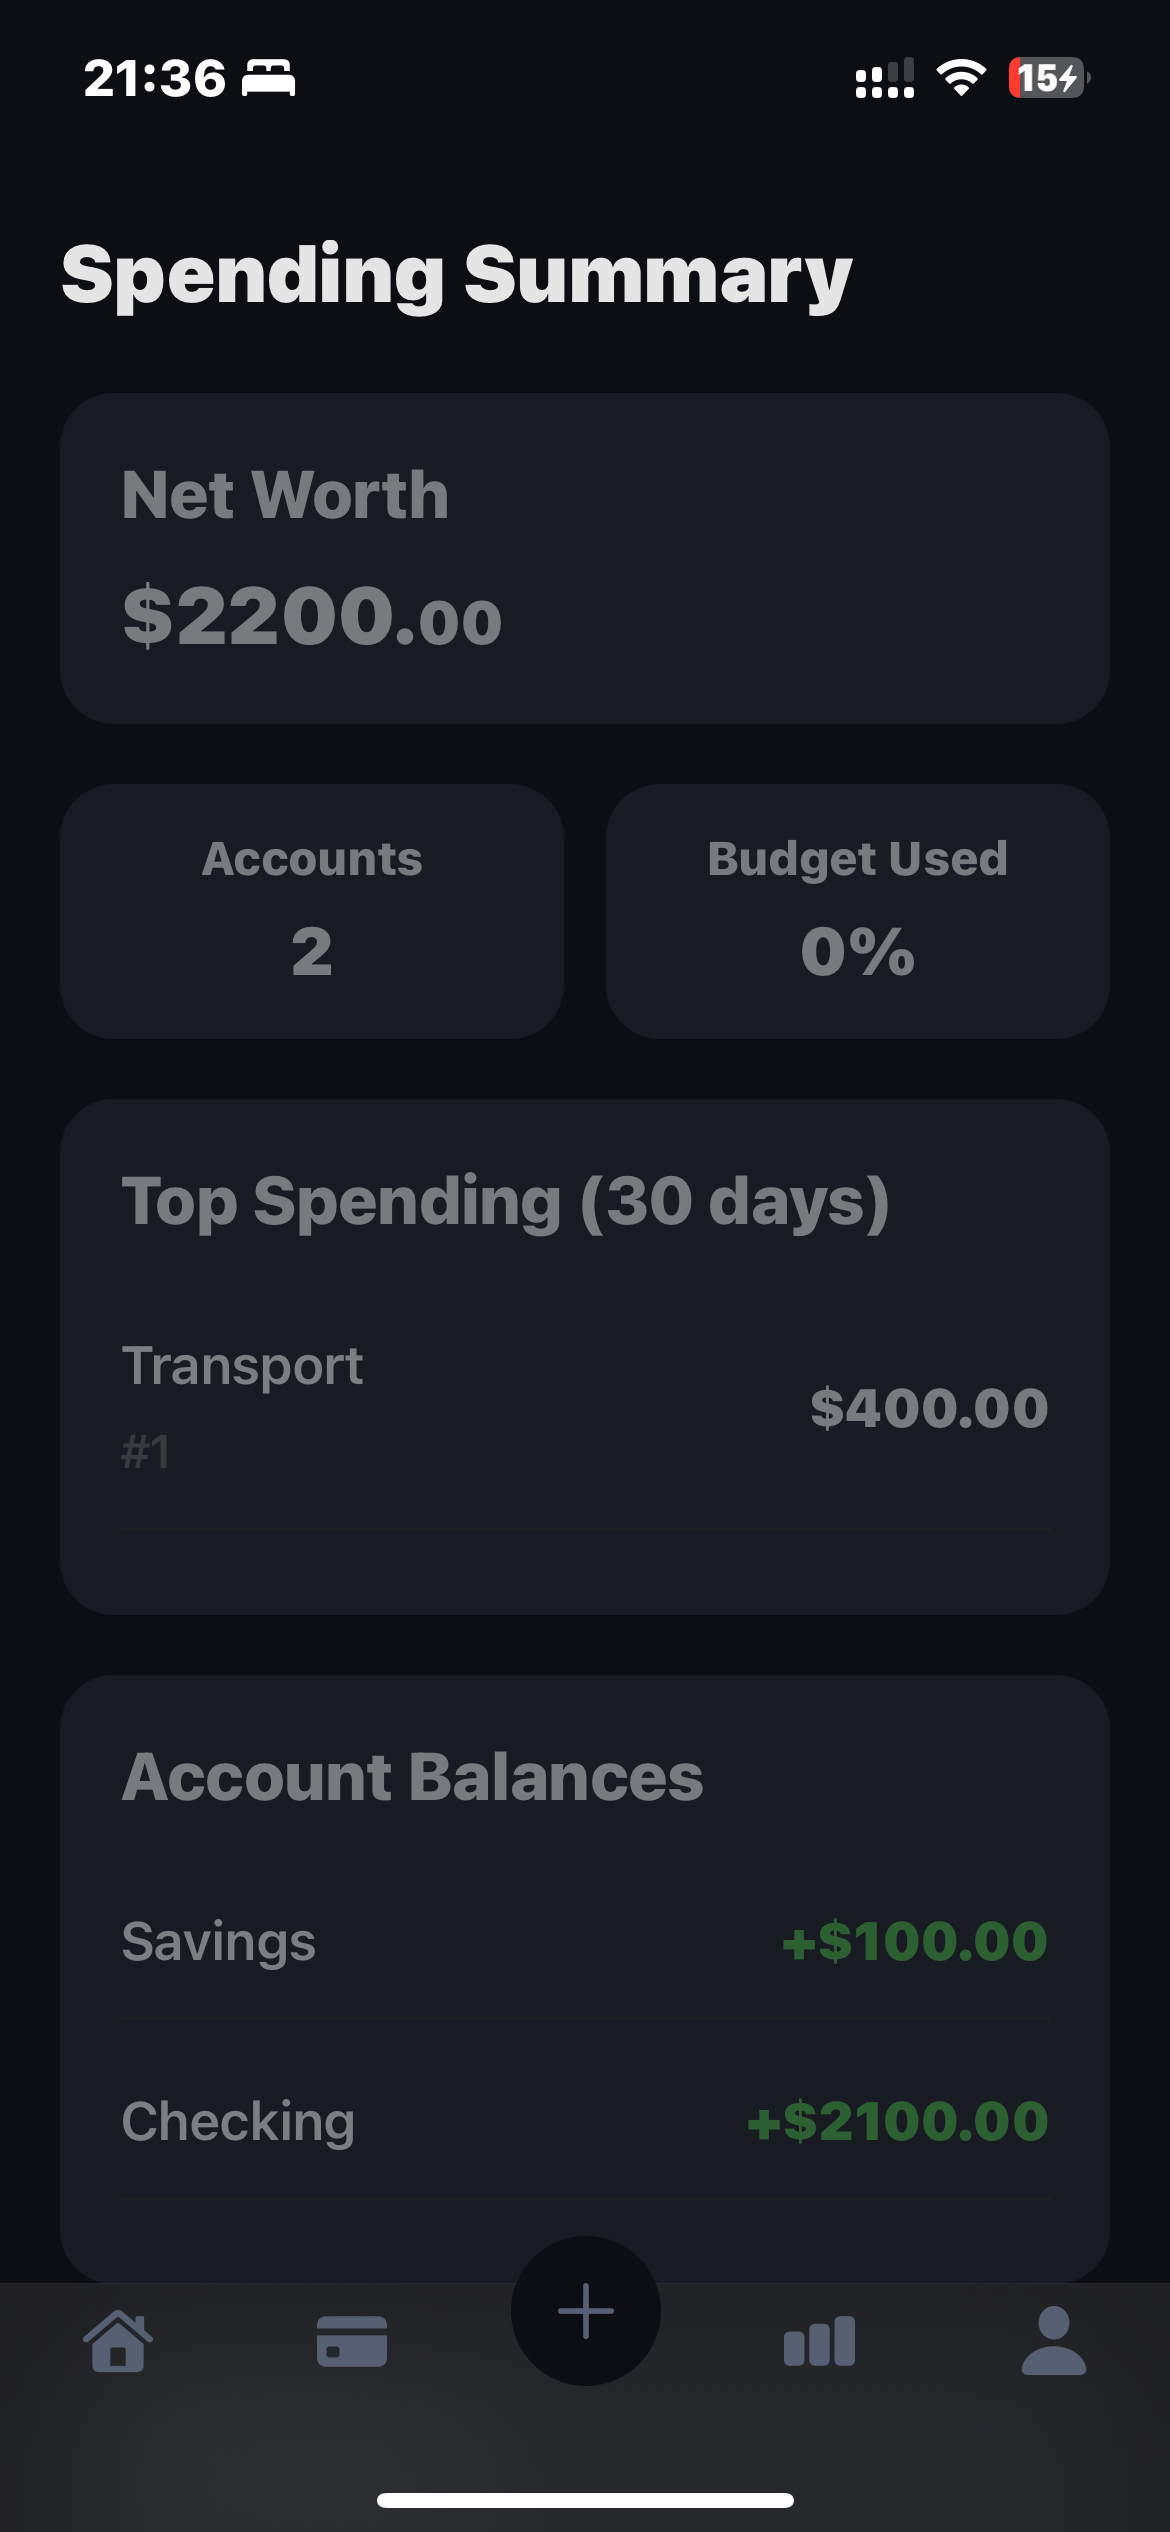 21:36
15
Spending Summary
Net Worth
$2200.00
Accounts
2
Budget Used
0%
Top Spending (30 days)
Transport
$400.00
#1
Account Balances
Savings
+$100.00
Checking
+$2100.00